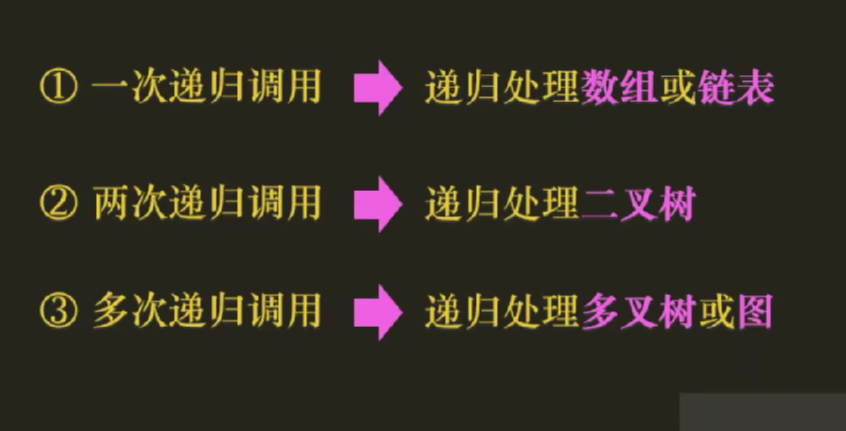 ① 一次递归调用 ➡ 递归处理数组或链表
② 两次递归调用 ➡ 递归处理二叉树
③ 多次递归调用 ➡ 递归处理多叉树或图